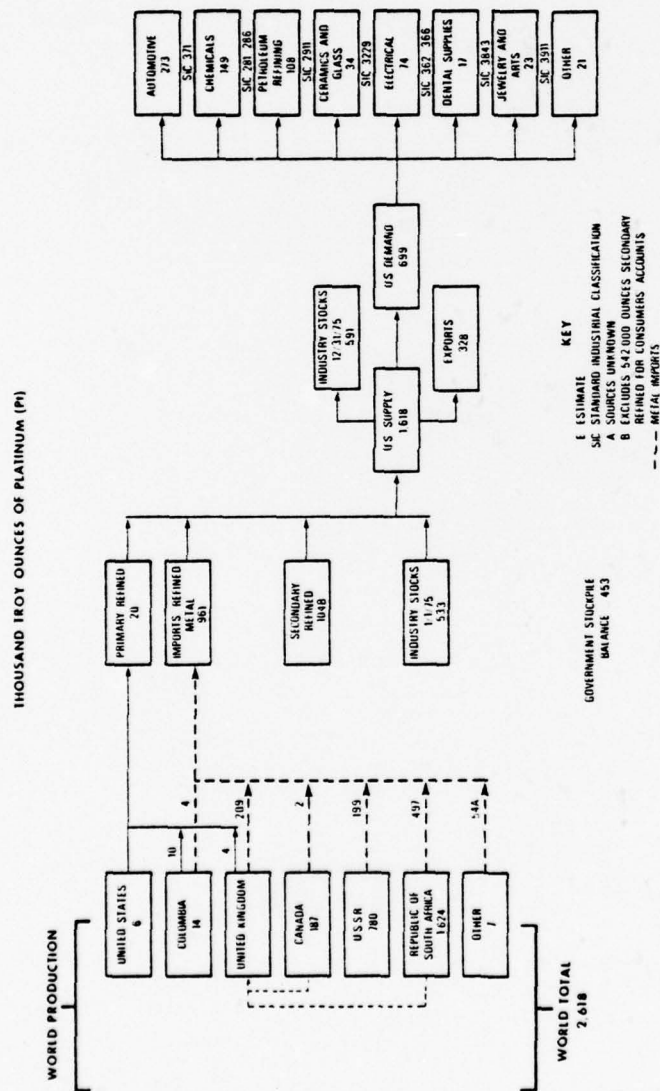 THOUSAND TROY OUNCES OF PLATINUM (Pt)
WORLD PRODUCTION
UNITED STATES
6
COLUMBIA
14
UNITED KINGDOM
CANADA
187
U.S.S.R
780
REPUBLIC OF
SOUTH AFRICA
1624
OTHER
7
WORLD TOTAL
2,618
10
4
4
209
2
199
497
54A
PRIMARY REFINED
20
IMPORTS REFINED
METAL
961
SECONDARY
REFINED
104B
INDUSTRY STOCKS
1/1/75
533
GOVERNMENT STOCKPILE
BALANCE 453
US SUPPLY
1618
INDUSTRY STOCKS
12/31/75
591
EXPORTS
328
US DEMAND
699
AUTOMOTIVE
273
SIC 371
CHEMICALS
149
SIC 281 286
PETROLEUM
REFINING
108
SIC 2911
CERAMICS AND
GLASS
34
SIC 3229
ELECTRICAL
74
SIC 362 366
DENTAL SUPPLIES
17
SIC 3843
JEWELRY AND
ARTS
23
SIC 3911
OTHER
21
KEY
E ESTIMATE
SIC STANDARD INDUSTRIAL CLASSIFICATION
A SOURCES UNKNOWN
B EXCLUDES 542 000 OUNCES SECONDARY
REFINED FOR CONSUMERS ACCOUNTS
METAL IMPORTS